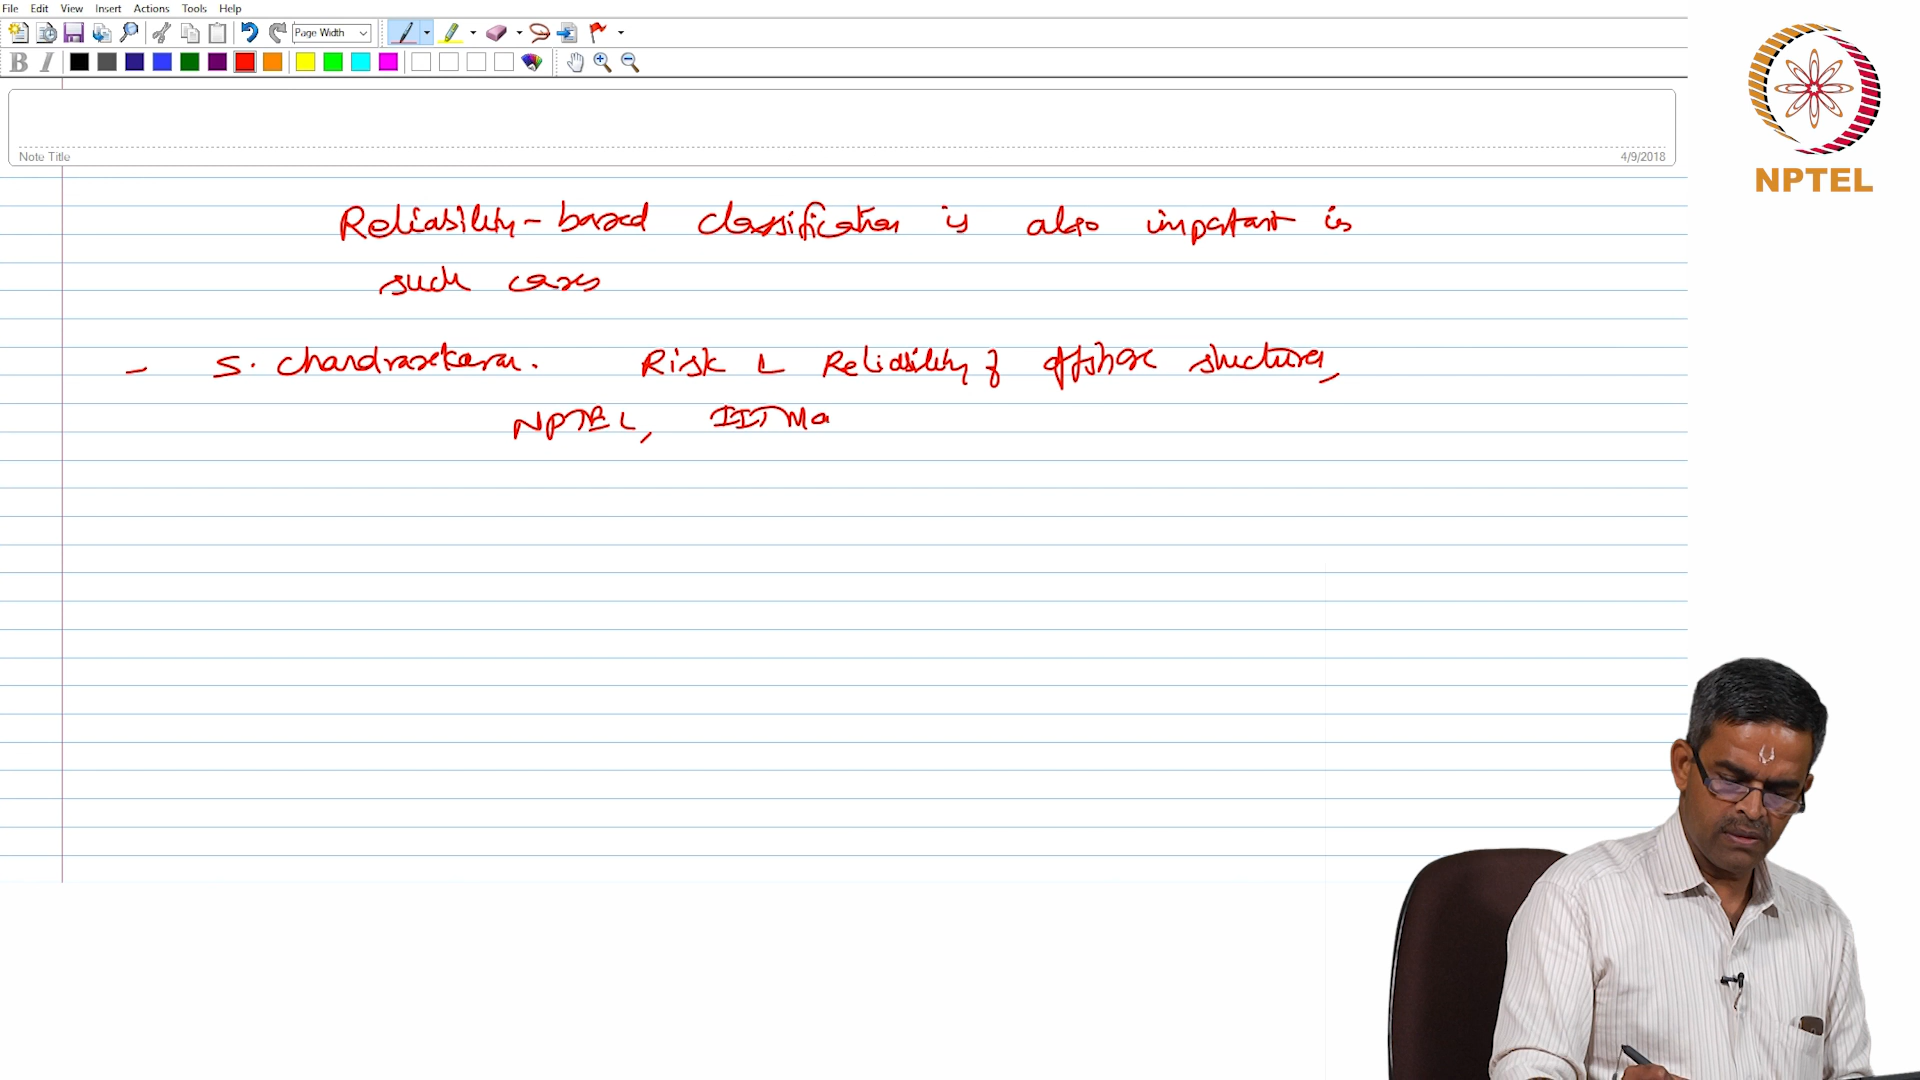 File Edit View Insert Actions Tools Help
Page Width
B I
Note Title
4/9/2018
NPTEL
Reliability-based classification is also important is
such cases
- S. Chandrasekaran. Risk & Reliability of offshore structures,
NPTEL, IITMa